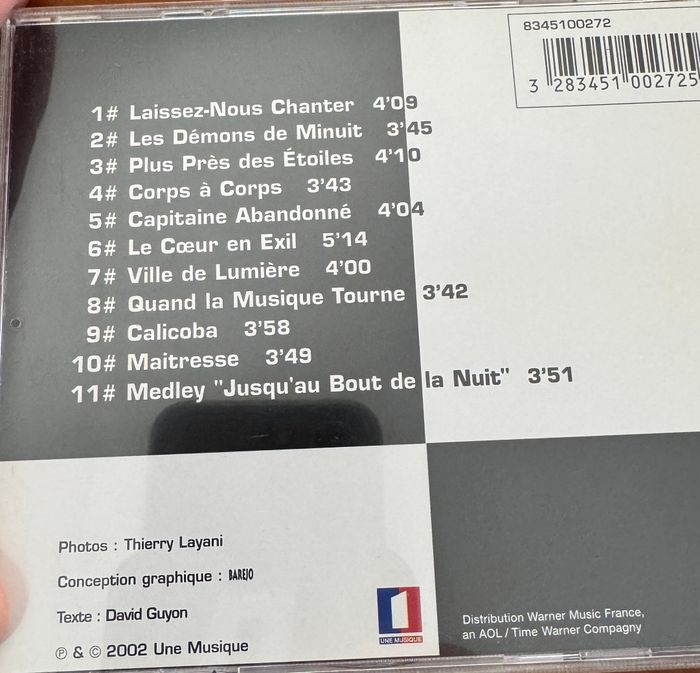 8345100272
3 283451 002725
1# Laissez-Nous Chanter 4'09
2# Les Démons de Minuit 3'45
3# Plus Près des Étoiles 4'10
4# Corps à Corps 3'43
5# Capitaine Abandonné 4'04
6# Le Cœur en Exil 5'14
7# Ville de Lumière 4'00
8# Quand la Musique Tourne 3'42
9# Calicoba 3'58
10# Maitresse 3'49
11# Medley "Jusqu'au Bout de la Nuit" 3'51
Photos : Thierry Layani
Conception graphique : BAREJO
Texte : David Guyon
℗ & © 2002 Une Musique
1
UNE MUSIQUE
Distribution Warner Music France,
an AOL / Time Warner Compagny